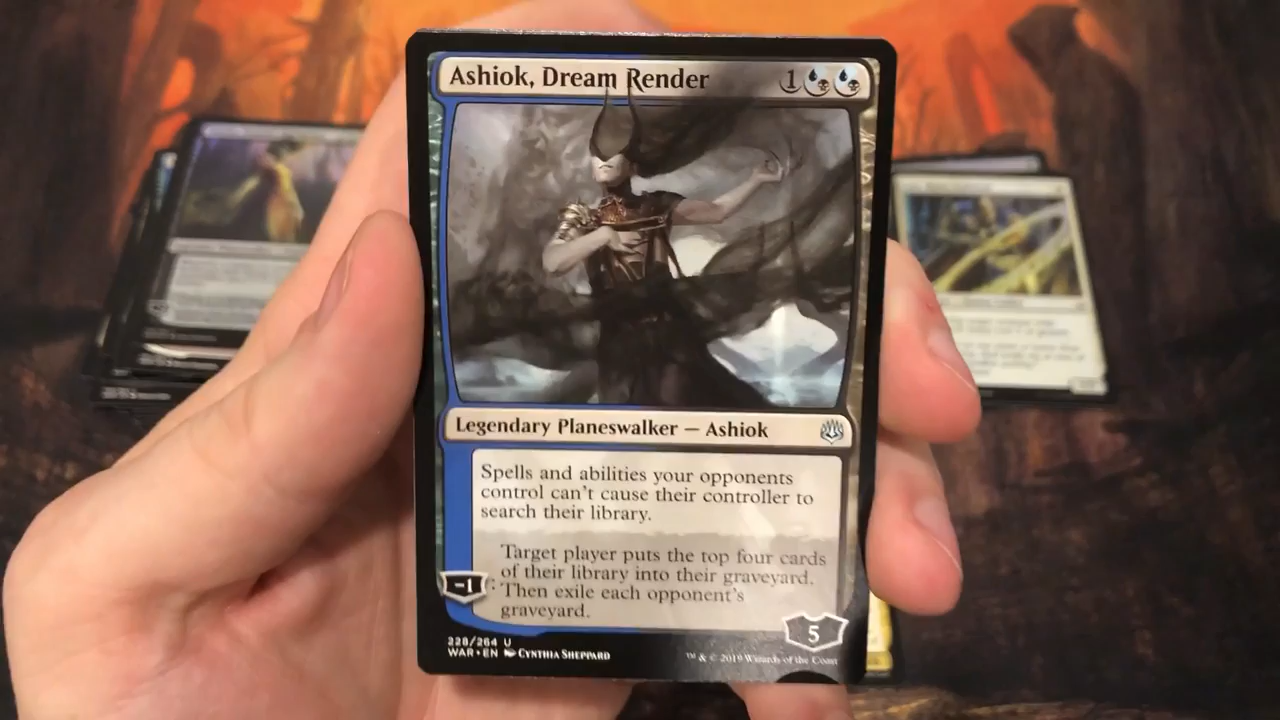 Ashiok, Dream Render 1
Legendary Planeswalker — Ashiok
Spells and abilities your opponents
control can't cause their controller to
search their library.
−1: Target player puts the top four cards
of their library into their graveyard.
Then exile each opponent's
graveyard.
5
228/264 U
WAR • EN Cynthia Sheppard
™ & © 2019 Wizards of the Coast